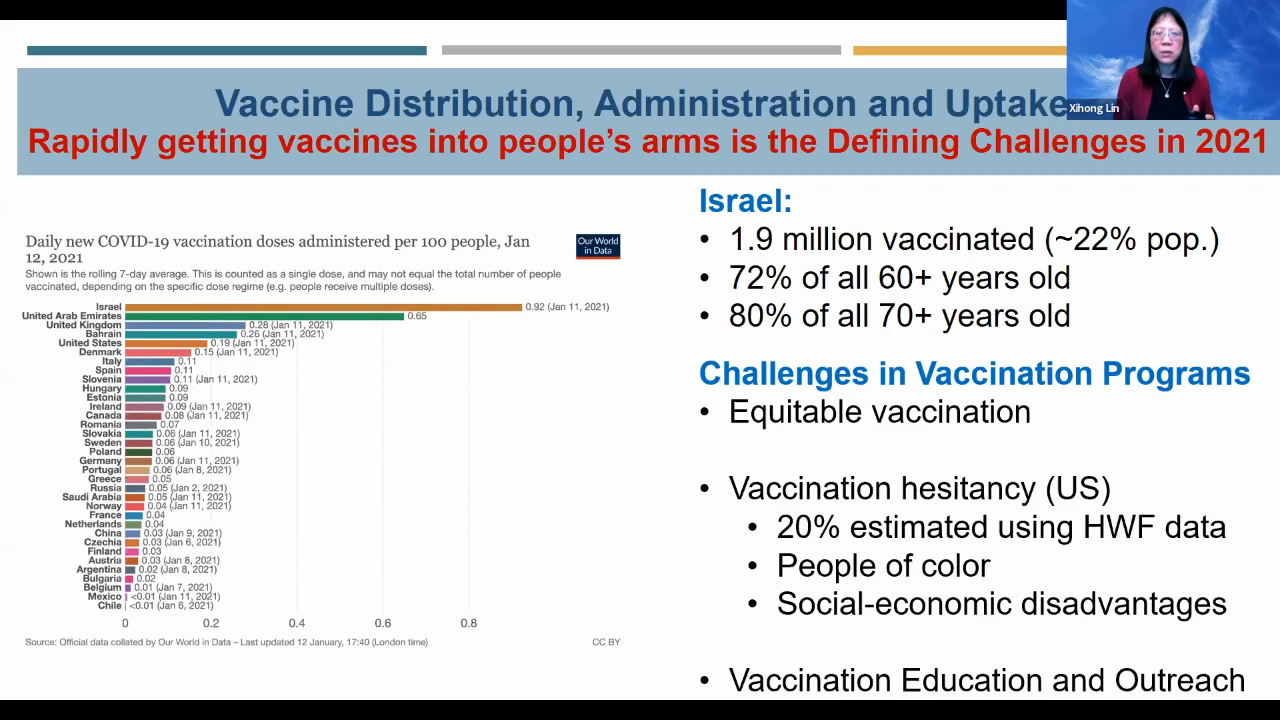 Vaccine Distribution, Administration and Uptake
Rapidly getting vaccines into people's arms is the Defining Challenges in 2021
Xihong Lin
Daily new COVID-19 vaccination doses administered per 100 people, Jan
12, 2021
Our World
in Data
Shown is the rolling 7-day average. This is counted as a single dose, and may not equal the total number of people
vaccinated, depending on the specific dose regime (e.g. people receive multiple doses).
Israel 0.92 (Jan 11, 2021)
United Arab Emirates 0.65
United Kingdom 0.28 (Jan 11, 2021)
Bahrain 0.26 (Jan 11, 2021)
United States 0.19 (Jan 11, 2021)
Denmark 0.15 (Jan 11, 2021)
Italy 0.11
Spain 0.11
Slovenia 0.11 (Jan 11, 2021)
Hungary 0.09
Estonia 0.09
Ireland 0.09 (Jan 11, 2021)
Canada 0.08 (Jan 11, 2021)
Romania 0.07
Slovakia 0.06 (Jan 11, 2021)
Sweden 0.06 (Jan 10, 2021)
Poland 0.06
Germany 0.06 (Jan 11, 2021)
Portugal 0.06 (Jan 8, 2021)
Greece 0.05
Russia 0.05 (Jan 2, 2021)
Saudi Arabia 0.05 (Jan 11, 2021)
Norway 0.04 (Jan 11, 2021)
France 0.04
Netherlands 0.04
China 0.03 (Jan 9, 2021)
Czechia 0.03 (Jan 6, 2021)
Finland 0.03
Austria 0.03 (Jan 8, 2021)
Argentina 0.02 (Jan 8, 2021)
Bulgaria 0.02
Belgium 0.01 (Jan 7, 2021)
Mexico <0.01 (Jan 11, 2021)
Chile <0.01 (Jan 6, 2021)
0 0.2 0.4 0.6 0.8
Source: Official data collated by Our World in Data – Last updated 12 January, 17:40 (London time)
CC BY
Israel:
• 1.9 million vaccinated (~22% pop.)
• 72% of all 60+ years old
• 80% of all 70+ years old
Challenges in Vaccination Programs
• Equitable vaccination
• Vaccination hesitancy (US)
• 20% estimated using HWF data
• People of color
• Social-economic disadvantages
• Vaccination Education and Outreach